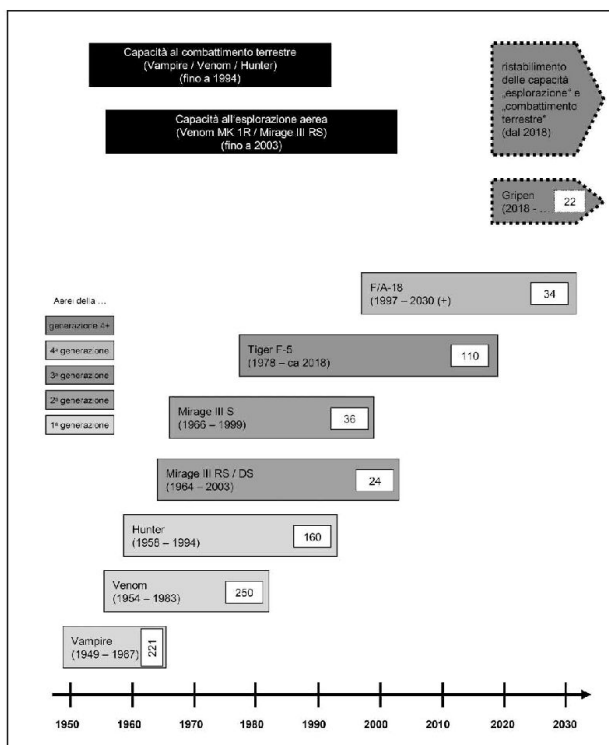 Capacità al combattimento terrestre
(Vampire / Venom / Hunter)
(fino a 1994)
ristabilimento
delle capacità
„esplorazione“ e
„combattimento
terrestre“
(dal 2018)
Capacità all'esplorazione aerea
(Venom MK 1R / Mirage III RS)
(fino a 2003)
Gripen
(2018 - …
22
F/A-18
(1997 – 2030 (+)
34
Aerei della …
generazione 4+
4ª generazione
3ª generazione
2ª generazione
1ª generazione
Tiger F-5
(1978 – ca 2018)
110
Mirage III S
(1966 – 1999)
36
Mirage III RS / DS
(1964 – 2003)
24
Hunter
(1958 – 1994)
160
Venom
(1954 – 1983)
250
Vampire
(1949 – 1967)
221
1950 1960 1970 1980 1990 2000 2010 2020 2030